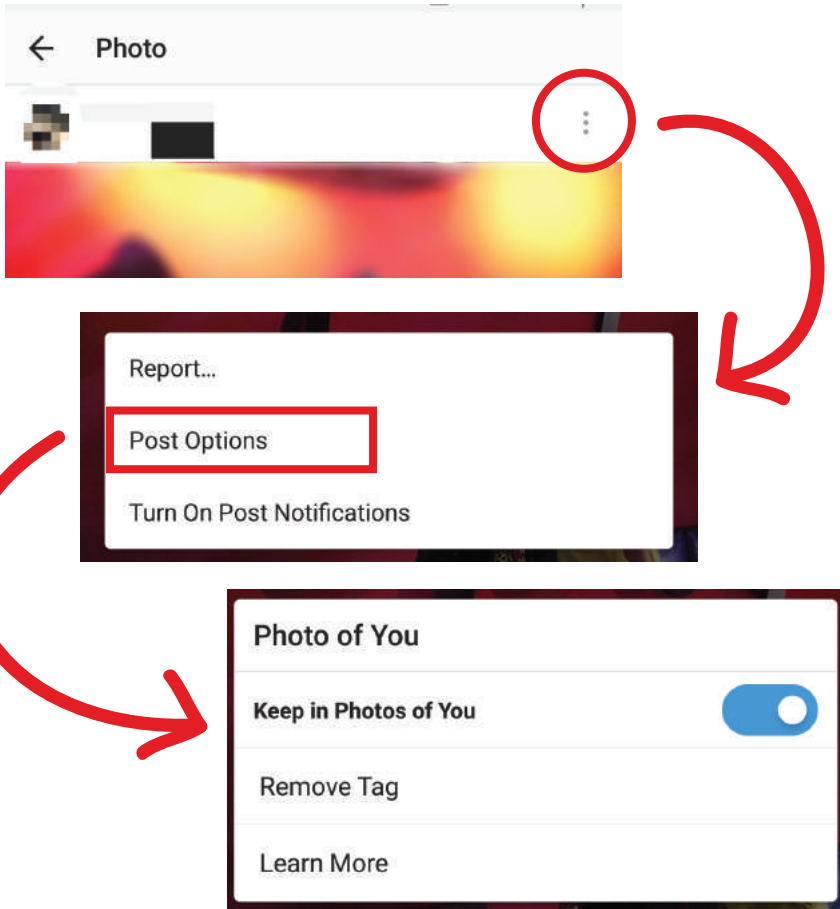 Photo
Report...
Post Options
Turn On Post Notifications
Photo of You
Keep in Photos of You
Remove Tag
Learn More